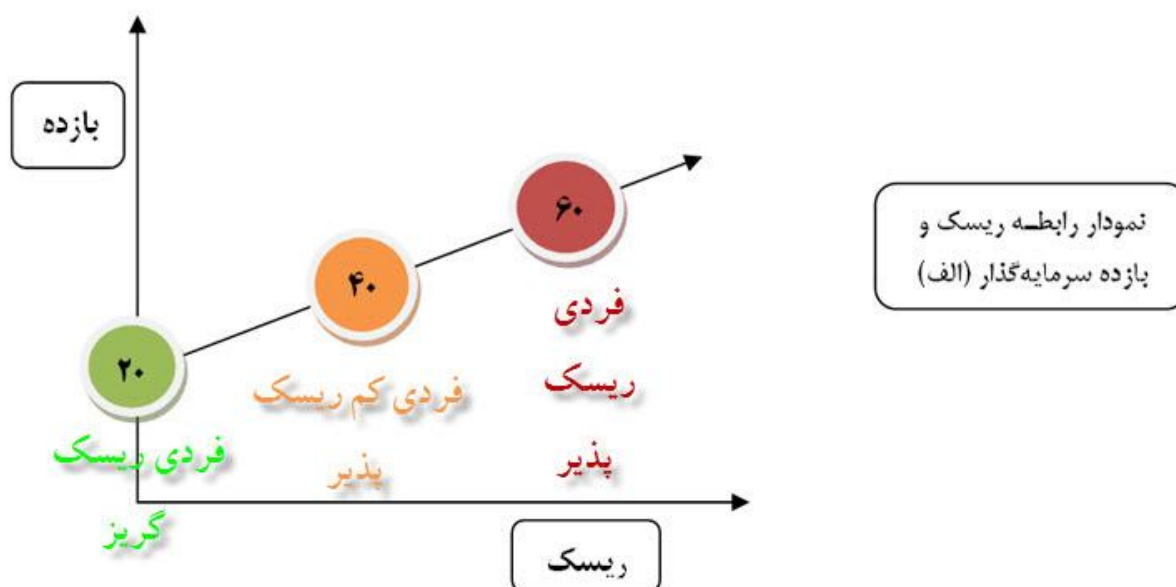 بازده
۶۰
۴۰
۲۰
نمودار رابطه ریسک و
بازده سرمایه‌گذار (الف)
فردی
ریسک
پذیر
فردی کم ریسک
پذیر
فردی ریسک
گریز
ریسک